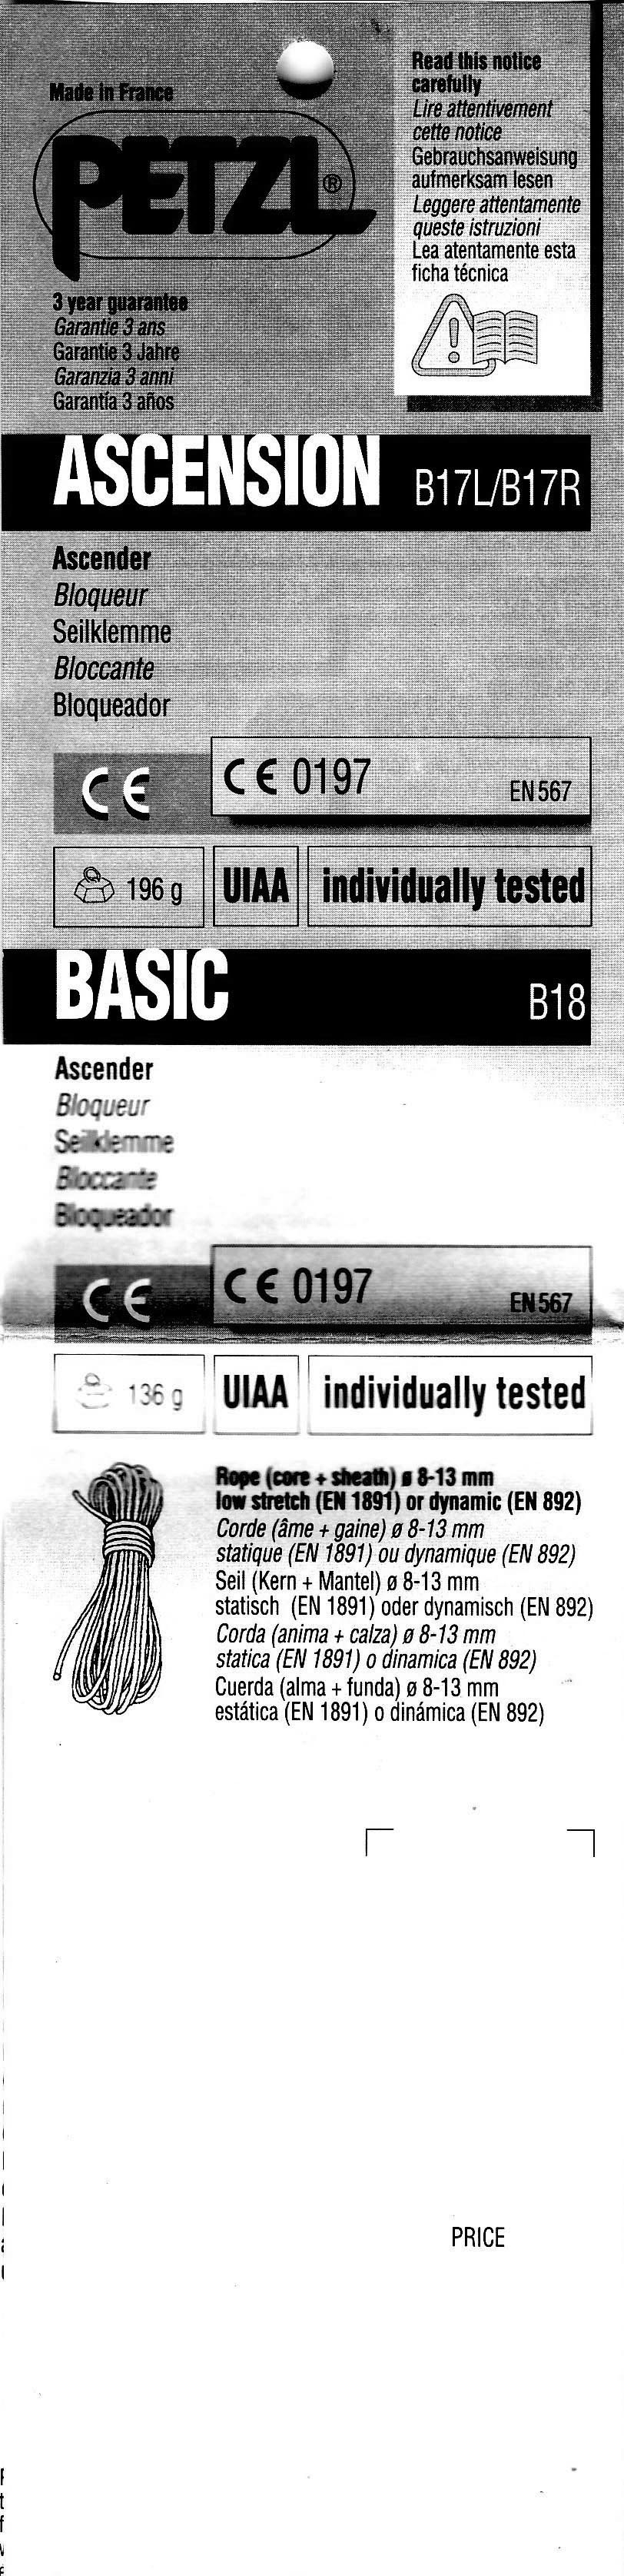 Made in France
PETZL®
3 year guarantee
Garantie 3 ans
Garantie 3 Jahre
Garanzia 3 anni
Garantía 3 años
Read this notice
carefully
Lire attentivement
cette notice
Gebrauchsanweisung
aufmerksam lesen
Leggere attentamente
queste istruzioni
Lea atentamente esta
ficha técnica
ASCENSION B17L/B17R
Ascender
Bloqueur
Seilklemme
Bloccante
Bloqueador
CE CE 0197 EN 567
196 g UIAA individually tested
BASIC B18
Ascender
Bloqueur
Seilklemme
Bloccante
Bloqueador
CE CE 0197 EN 567
136 g UIAA individually tested
Rope (core + sheath) ø 8-13 mm
low stretch (EN 1891) or dynamic (EN 892)
Corde (âme + gaine) ø 8-13 mm
statique (EN 1891) ou dynamique (EN 892)
Seil (Kern + Mantel) ø 8-13 mm
statisch (EN 1891) oder dynamisch (EN 892)
Corda (anima + calza) ø 8-13 mm
statica (EN 1891) o dinamica (EN 892)
Cuerda (alma + funda) ø 8-13 mm
estática (EN 1891) o dinámica (EN 892)
PRICE